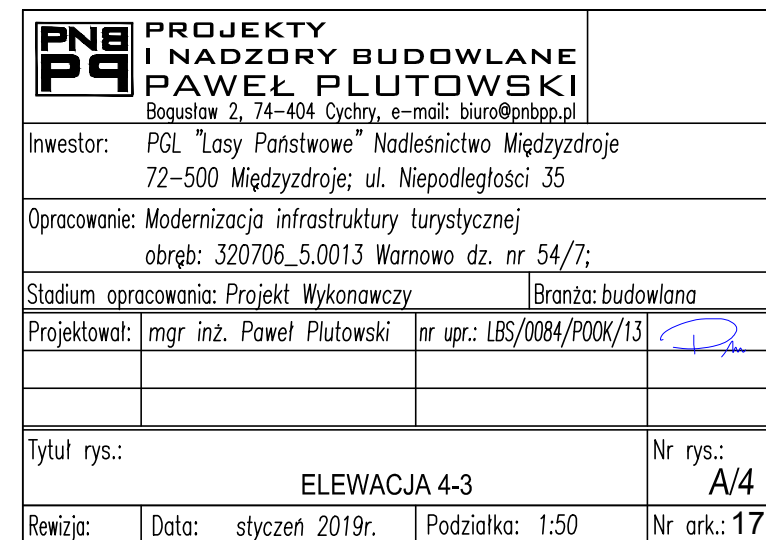 PNB PROJEKTY
PP I NADZORY BUDOWLANE
PAWEŁ PLUTOWSKI
Bogusław 2, 74-404 Cychry, e-mail: biuro@pnbpp.pl
Inwestor: PGL "Lasy Państwowe" Nadleśnictwo Międzyzdroje
72-500 Międzyzdroje; ul. Niepodległości 35
Opracowanie: Modernizacja infrastruktury turystycznej
obręb: 320706_5.0013 Warnowo dz. nr 54/7;
Stadium opracowania: Projekt Wykonawczy Branża: budowlana
Projektował: mgr inż. Paweł Plutowski nr upr.: LBS/0084/POOK/13
Tytuł rys.: Nr rys.:
ELEWACJA 4-3 A/4
Rewizja: Data: styczeń 2019r. Podziałka: 1:50 Nr ark.: 17